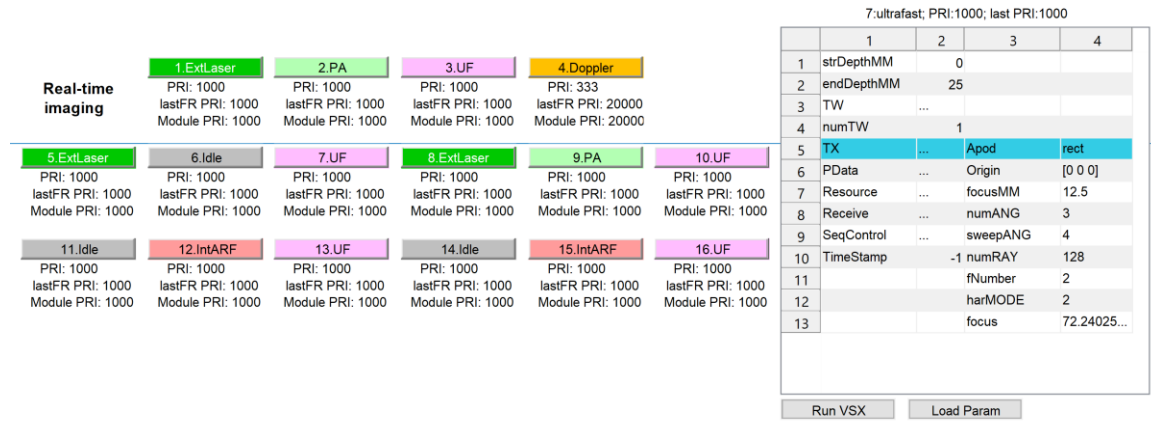 7:ultrafast; PRI:1000; last PRI:1000
1.ExtLaser 2.PA 3.UF 4.Doppler
Real-time imaging
PRI: 1000 PRI: 1000 PRI: 1000 PRI: 333
lastFR PRI: 1000 lastFR PRI: 1000 lastFR PRI: 1000 lastFR PRI: 20000
Module PRI: 1000 Module PRI: 1000 Module PRI: 1000 Module PRI: 20000
5.ExtLaser 6.Idle 7.UF 8.ExtLaser 9.PA 10.UF
PRI: 1000 PRI: 1000 PRI: 1000 PRI: 1000 PRI: 1000 PRI: 1000
lastFR PRI: 1000 lastFR PRI: 1000 lastFR PRI: 1000 lastFR PRI: 1000 lastFR PRI: 1000 lastFR PRI: 1000
Module PRI: 1000 Module PRI: 1000 Module PRI: 1000 Module PRI: 1000 Module PRI: 1000 Module PRI: 1000
11.Idle 12.IntARF 13.UF 14.Idle 15.IntARF 16.UF
PRI: 1000 PRI: 1000 PRI: 1000 PRI: 1000 PRI: 1000 PRI: 1000
lastFR PRI: 1000 lastFR PRI: 1000 lastFR PRI: 1000 lastFR PRI: 1000 lastFR PRI: 1000 lastFR PRI: 1000
Module PRI: 1000 Module PRI: 1000 Module PRI: 1000 Module PRI: 1000 Module PRI: 1000 Module PRI: 1000
1 2 3 4
1 strDepthMM 0
2 endDepthMM 25
3 TW ...
4 numTW 1
5 TX ... Apod rect
6 PData ... Origin [0 0 0]
7 Resource ... focusMM 12.5
8 Receive ... numANG 3
9 SeqControl ... sweepANG 4
10 TimeStamp -1 numRAY 128
11 fNumber 2
12 harMODE 2
13 focus 72.24025...
Run VSX Load Param